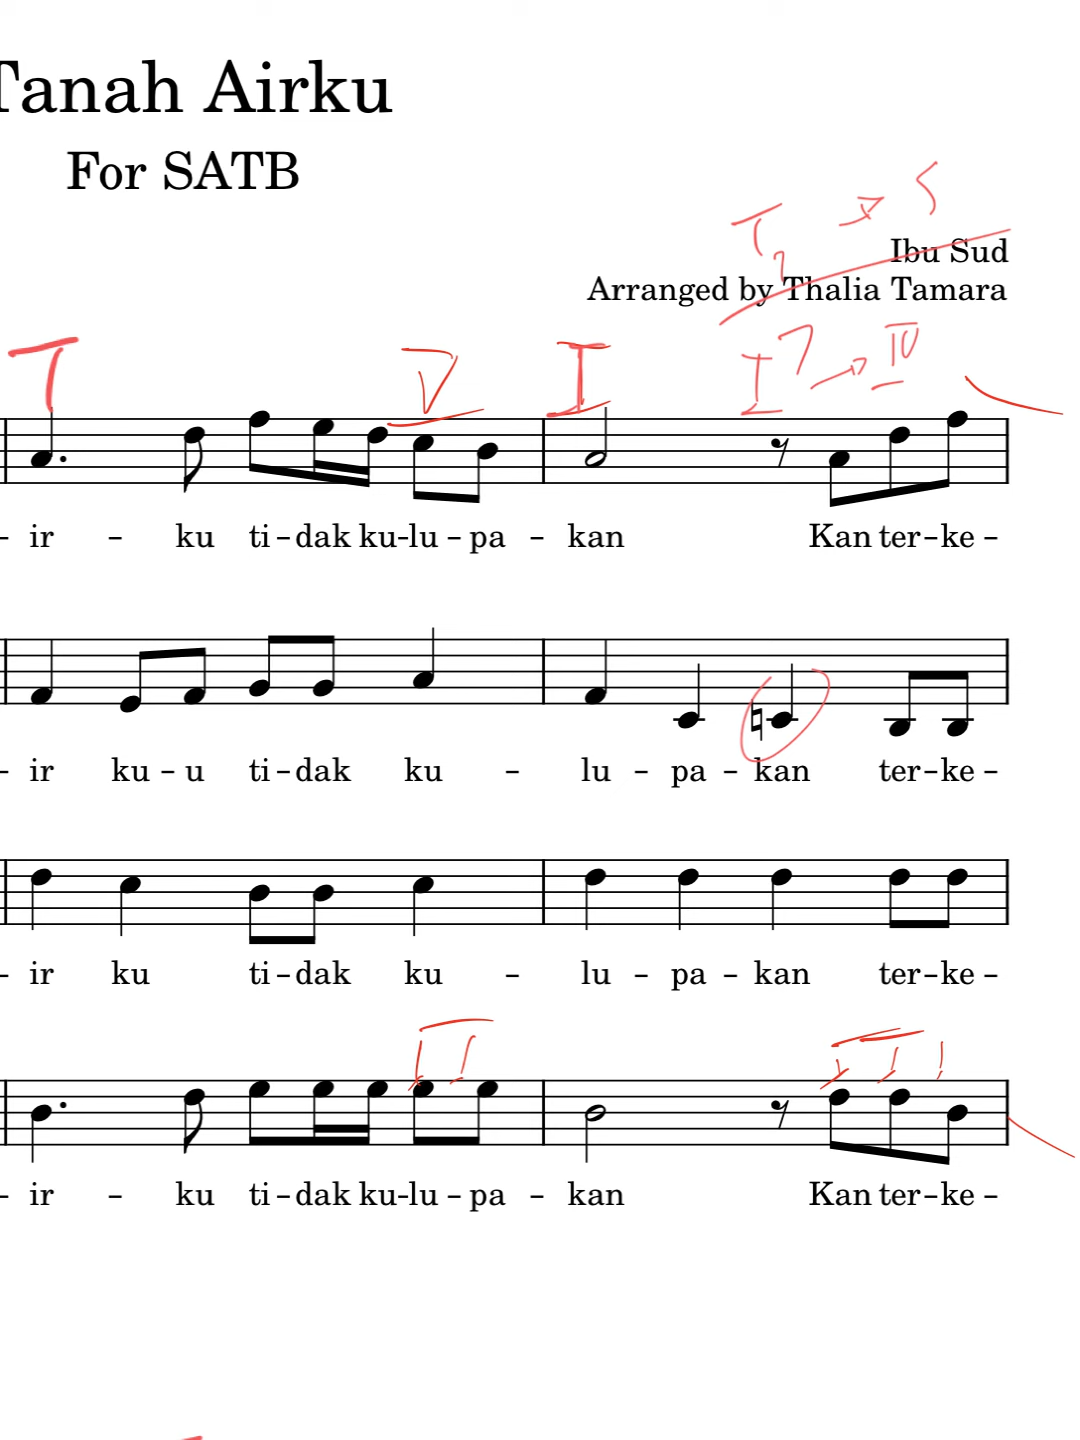 Tanah Airku
For SATB
Ibu Sud
Arranged by Thalia Tamara
T
V
I
I7 → IV
- ir - ku ti - dak ku - lu - pa - kan Kan ter - ke -
- ir ku - u ti - dak ku - lu - pa - kan ter - ke -
- ir ku ti - dak ku - lu - pa - kan ter - ke -
- ir - ku ti - dak ku - lu - pa - kan Kan ter - ke -